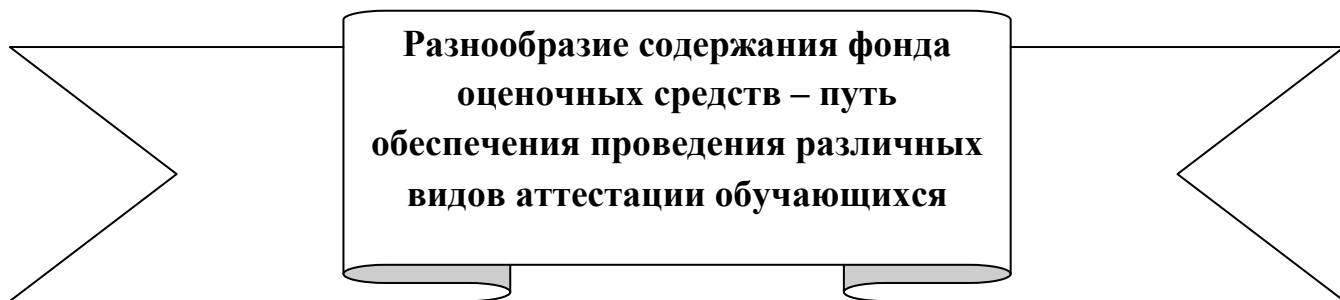 Разнообразие содержания фонда
оценочных средств – путь
обеспечения проведения различных
видов аттестации обучающихся